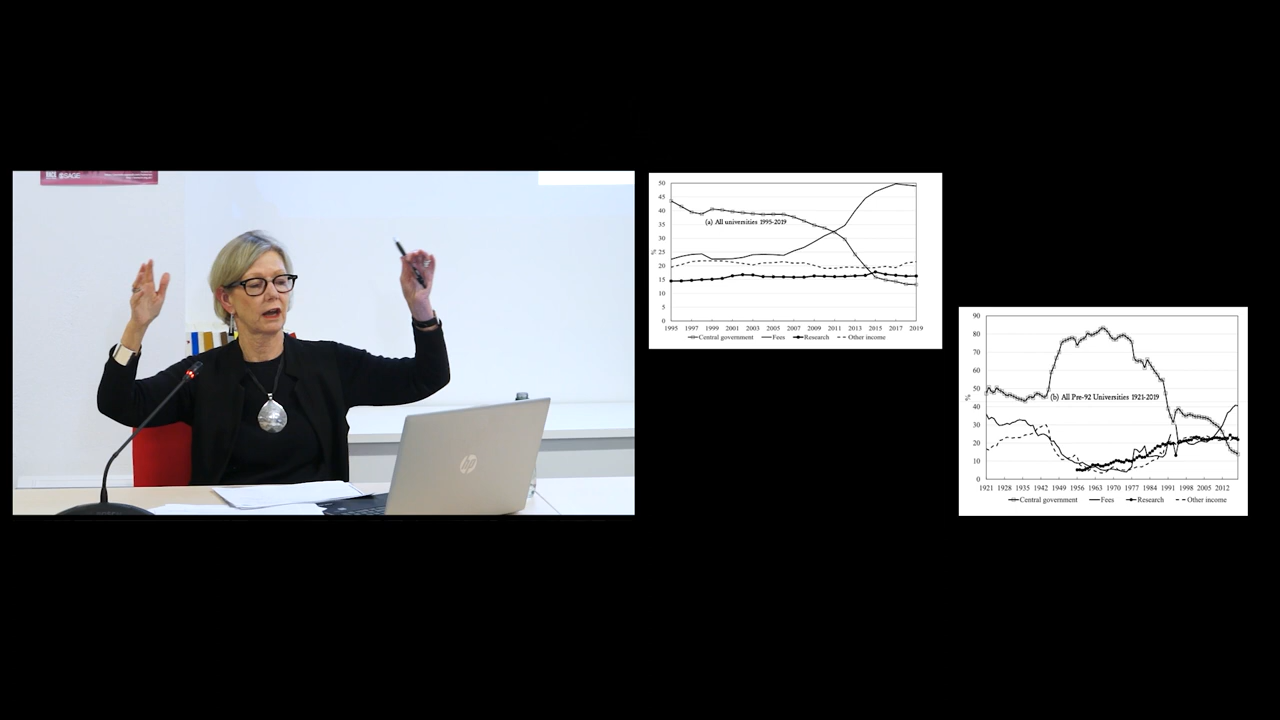 RACE SAGE
50
45
40
35
30
25
20
15
10
5
0
%
(a) All universities 1995-2019
1995 1997 1999 2001 2003 2005 2007 2009 2011 2013 2015 2017 2019
Central government Fees Research Other income
90
80
70
60
50
40
30
20
10
0
%
(b) All Pre-92 Universities 1921-2019
1921 1928 1935 1942 1949 1956 1963 1970 1977 1984 1991 1998 2005 2012
Central government Fees Research Other income
hp